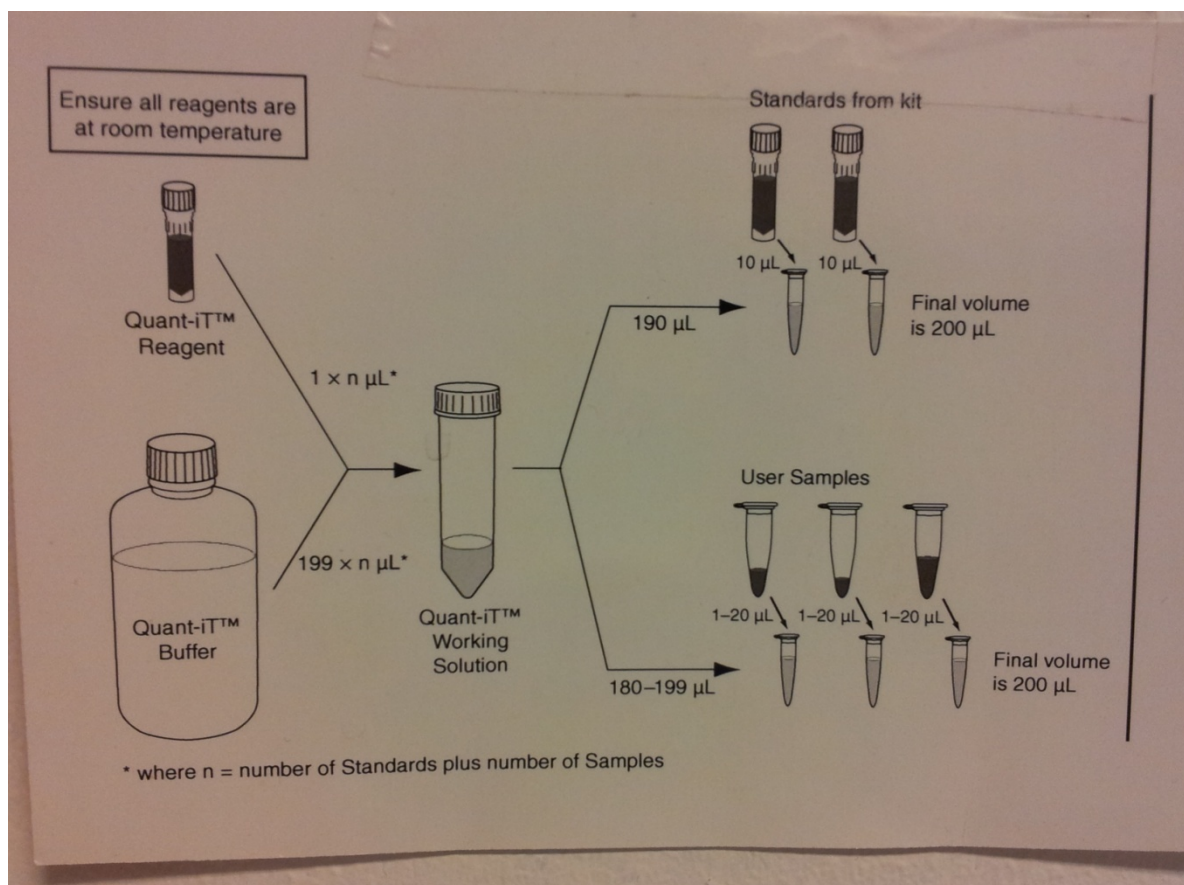 Ensure all reagents are
at room temperature
Quant-iT™
Reagent
1 × n µL*
199 × n µL*
Quant-iT™
Buffer
Quant-iT™
Working
Solution
Standards from kit
10 µL
10 µL
190 µL
Final volume
is 200 µL
User Samples
1–20 µL
1–20 µL
1–20 µL
180–199 µL
Final volume
is 200 µL
* where n = number of Standards plus number of Samples